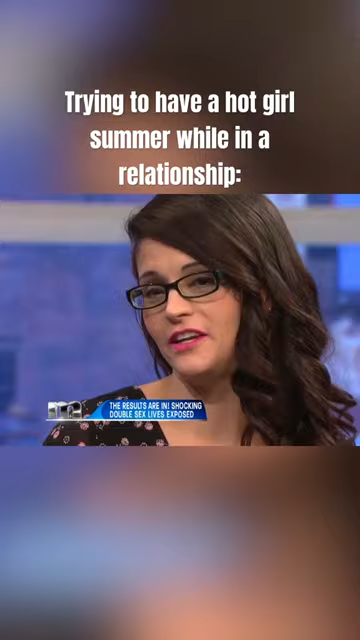 Trying to have a hot girl
summer while in a
relationship:
THE RESULTS ARE IN! SHOCKING
DOUBLE SEX LIVES EXPOSED